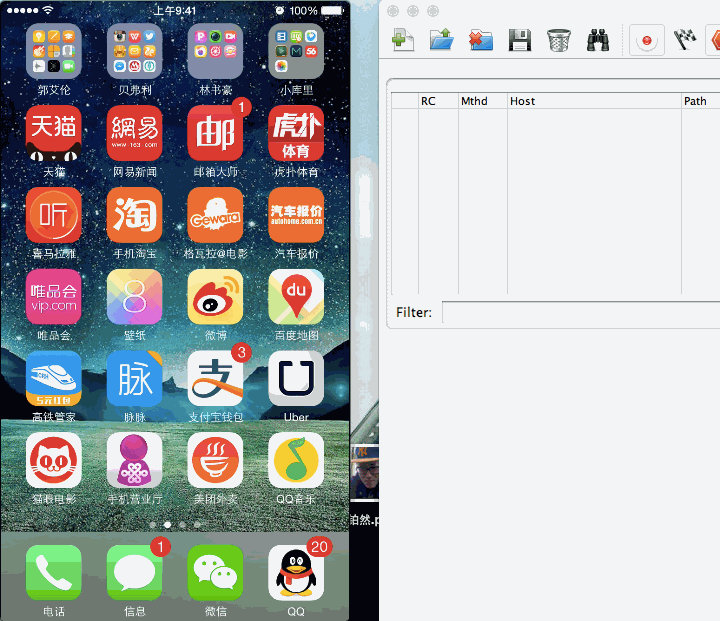 上午9:41
100%
郭艾伦
贝弗利
林书豪
小库里
56
天猫
網易
www.163.com
邮
1
虎扑
体育
天猫
网易新闻
邮箱大师
虎扑体育
听
淘
Gewara
汽车报价
autohome.com.cn
喜马拉雅
手机淘宝
格瓦拉@电影
汽车报价
唯品会
vip.com
8
du
唯品会
壁纸
微博
百度地图
5元红包
脉
支
3
高铁管家
脉脉
支付宝钱包
Uber
猫眼电影
手机营业厅
美团外卖
QQ音乐
1
20
电话
信息
微信
QQ
RC
Mthd
Host
Path
Filter: